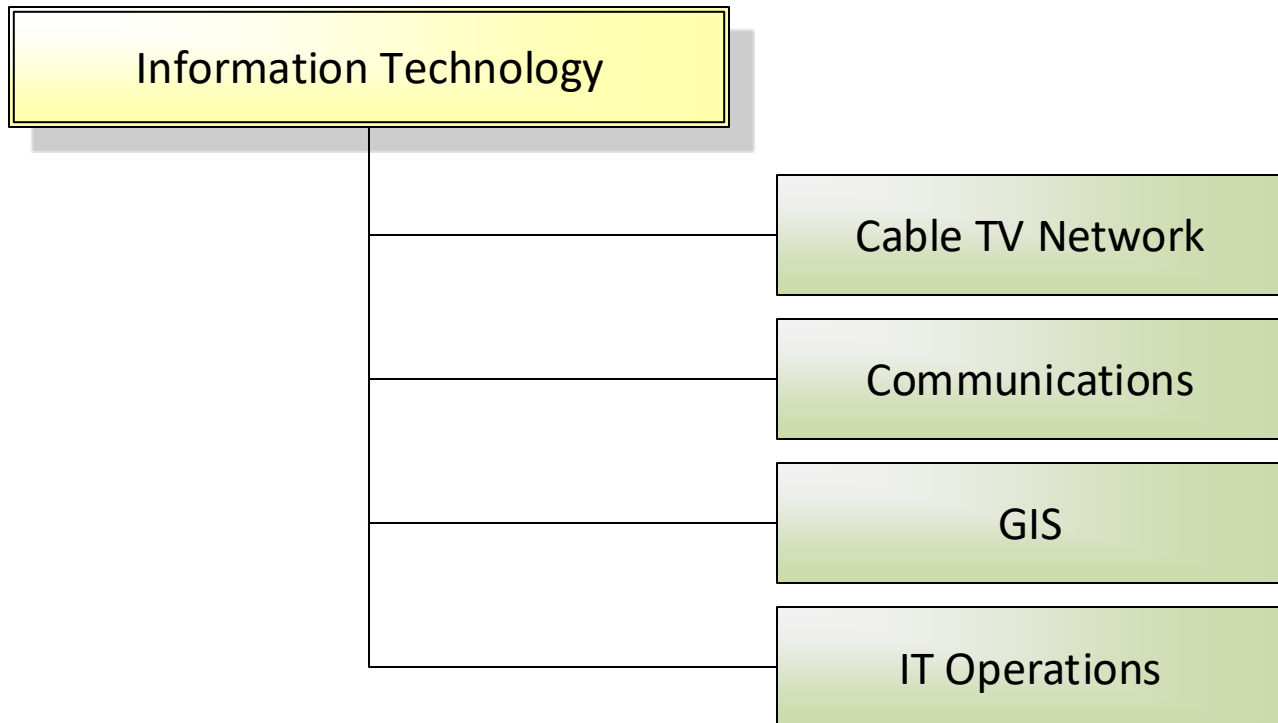 Information Technology
Cable TV Network
Communications
GIS
IT Operations